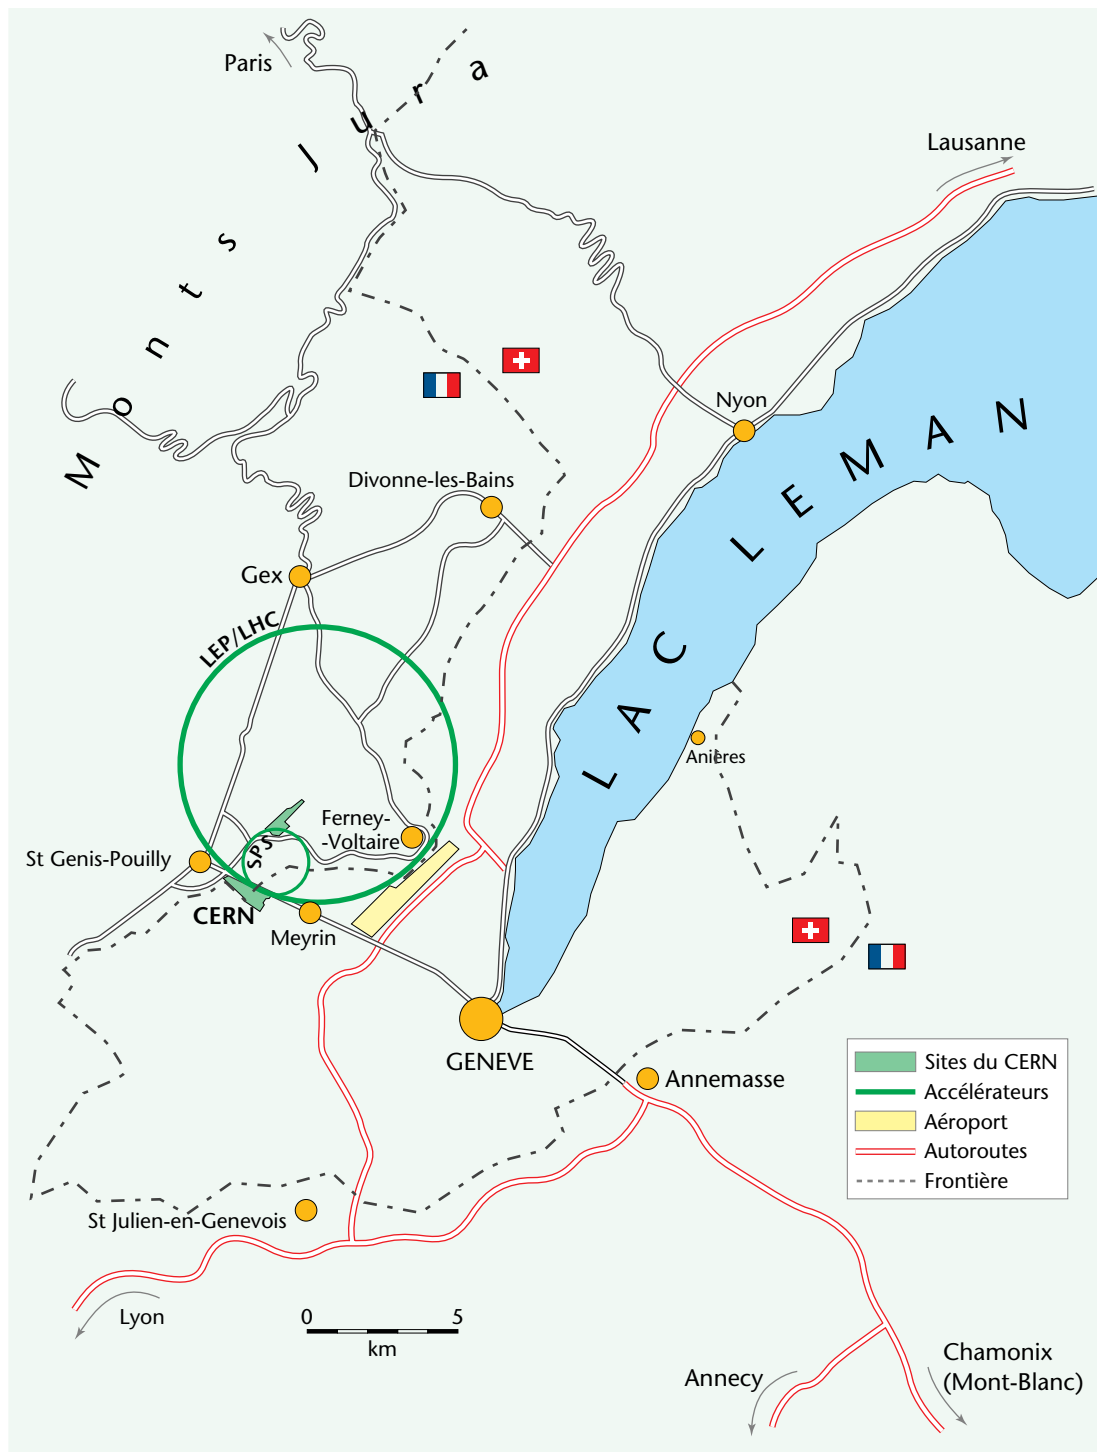 Paris
Monts Jura
Lausanne
Nyon
LAC LEMAN
Divonne-les-Bains
Gex
LEP/LHC
Anières
Ferney-
-Voltaire
SPS
St Genis-Pouilly
CERN
Meyrin
GENEVE
Annemasse
Sites du CERN
Accélérateurs
Aéroport
Autoroutes
Frontière
St Julien-en-Genevois
Lyon
0 5
km
Annecy
Chamonix
(Mont-Blanc)